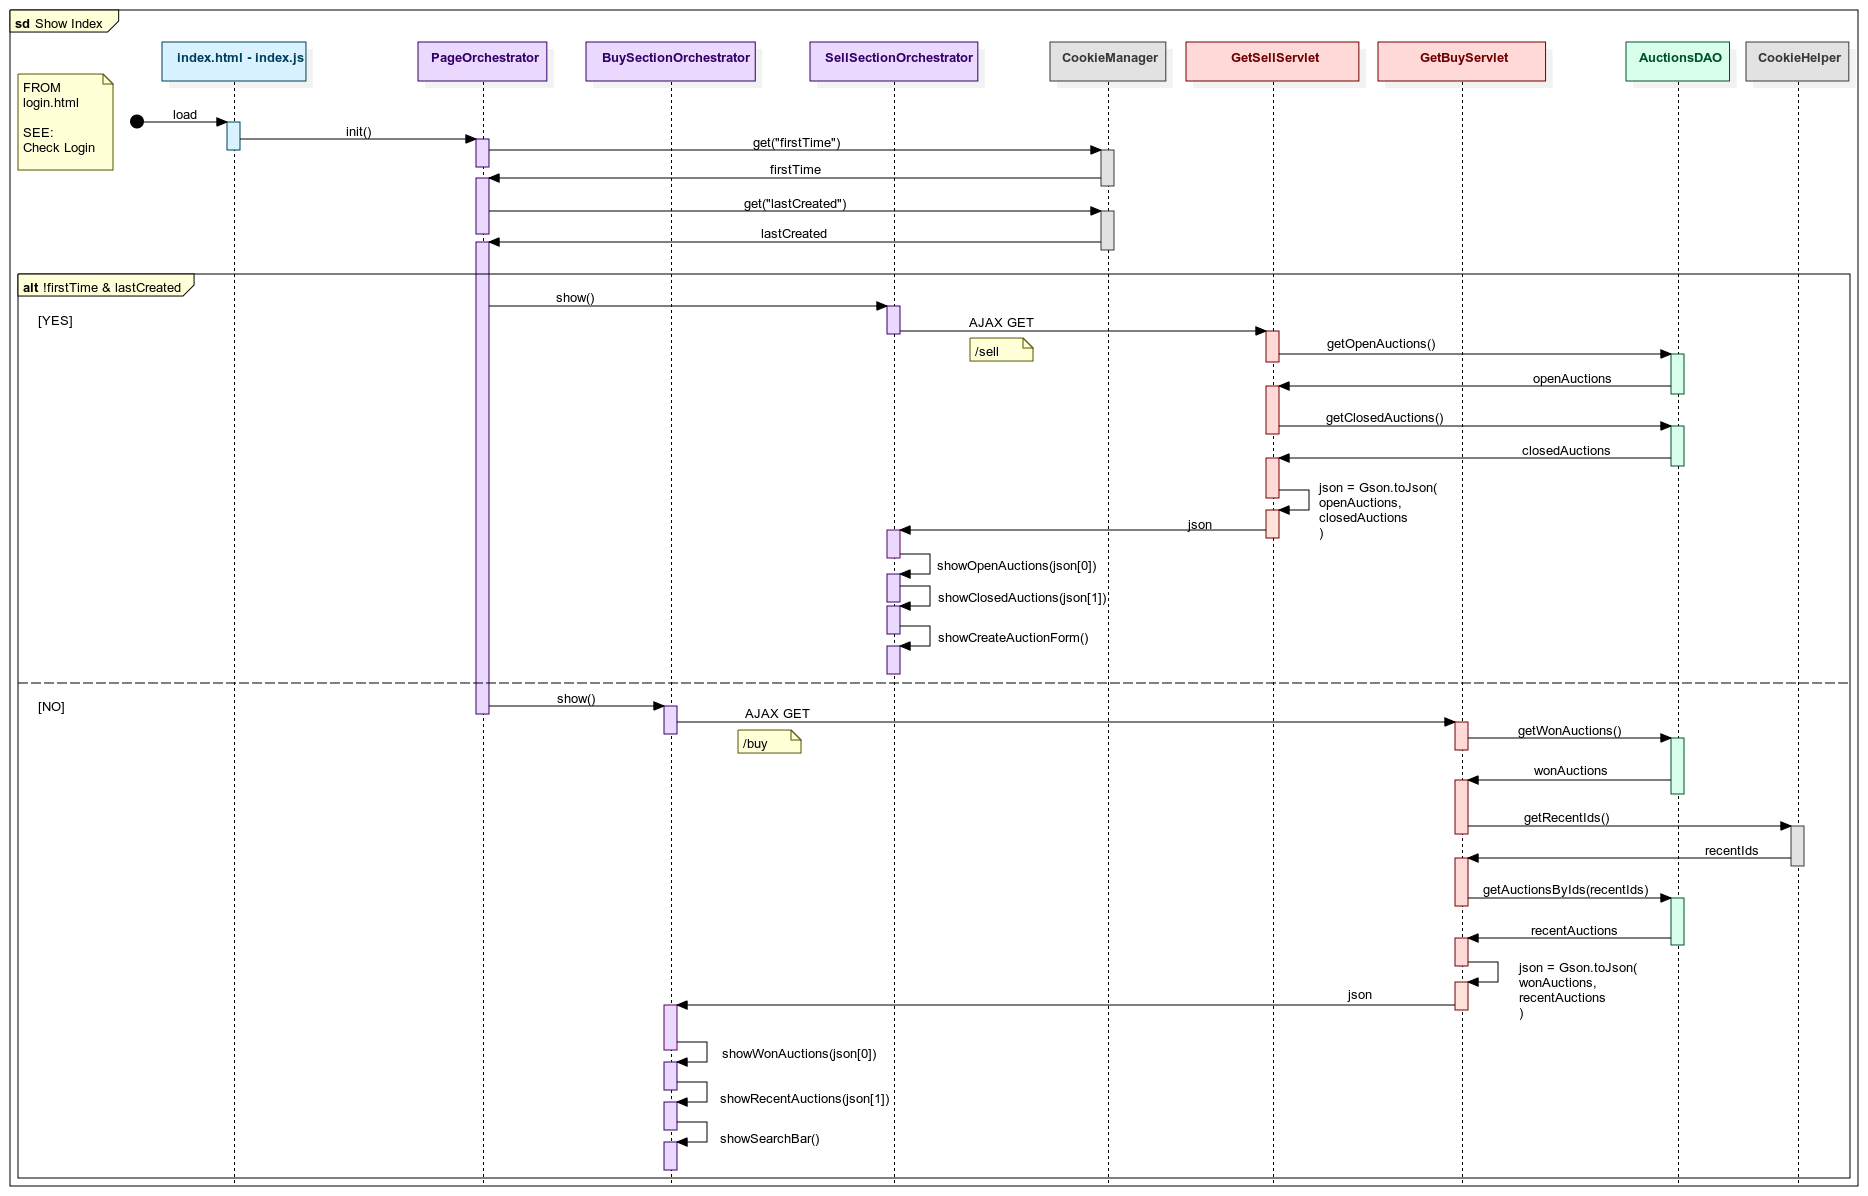 sd Show Index
index.html - index.js
PageOrchestrator
BuySectionOrchestrator
SellSectionOrchestrator
CookieManager
GetSellServlet
GetBuyServlet
AuctionsDAO
CookieHelper
FROM
login.html
SEE:
Check Login
load
init()
get("firstTime")
firstTime
get("lastCreated")
lastCreated
alt !firstTime & lastCreated
[YES]
show()
AJAX GET
/sell
getOpenAuctions()
openAuctions
getClosedAuctions()
closedAuctions
json = Gson.toJson(
openAuctions,
closedAuctions
)
json
showOpenAuctions(json[0])
showClosedAuctions(json[1])
showCreateAuctionForm()
[NO]
show()
AJAX GET
/buy
getWonAuctions()
wonAuctions
getRecentIds()
recentIds
getAuctionsByIds(recentIds)
recentAuctions
json = Gson.toJson(
wonAuctions,
recentAuctions
)
json
showWonAuctions(json[0])
showRecentAuctions(json[1])
showSearchBar()